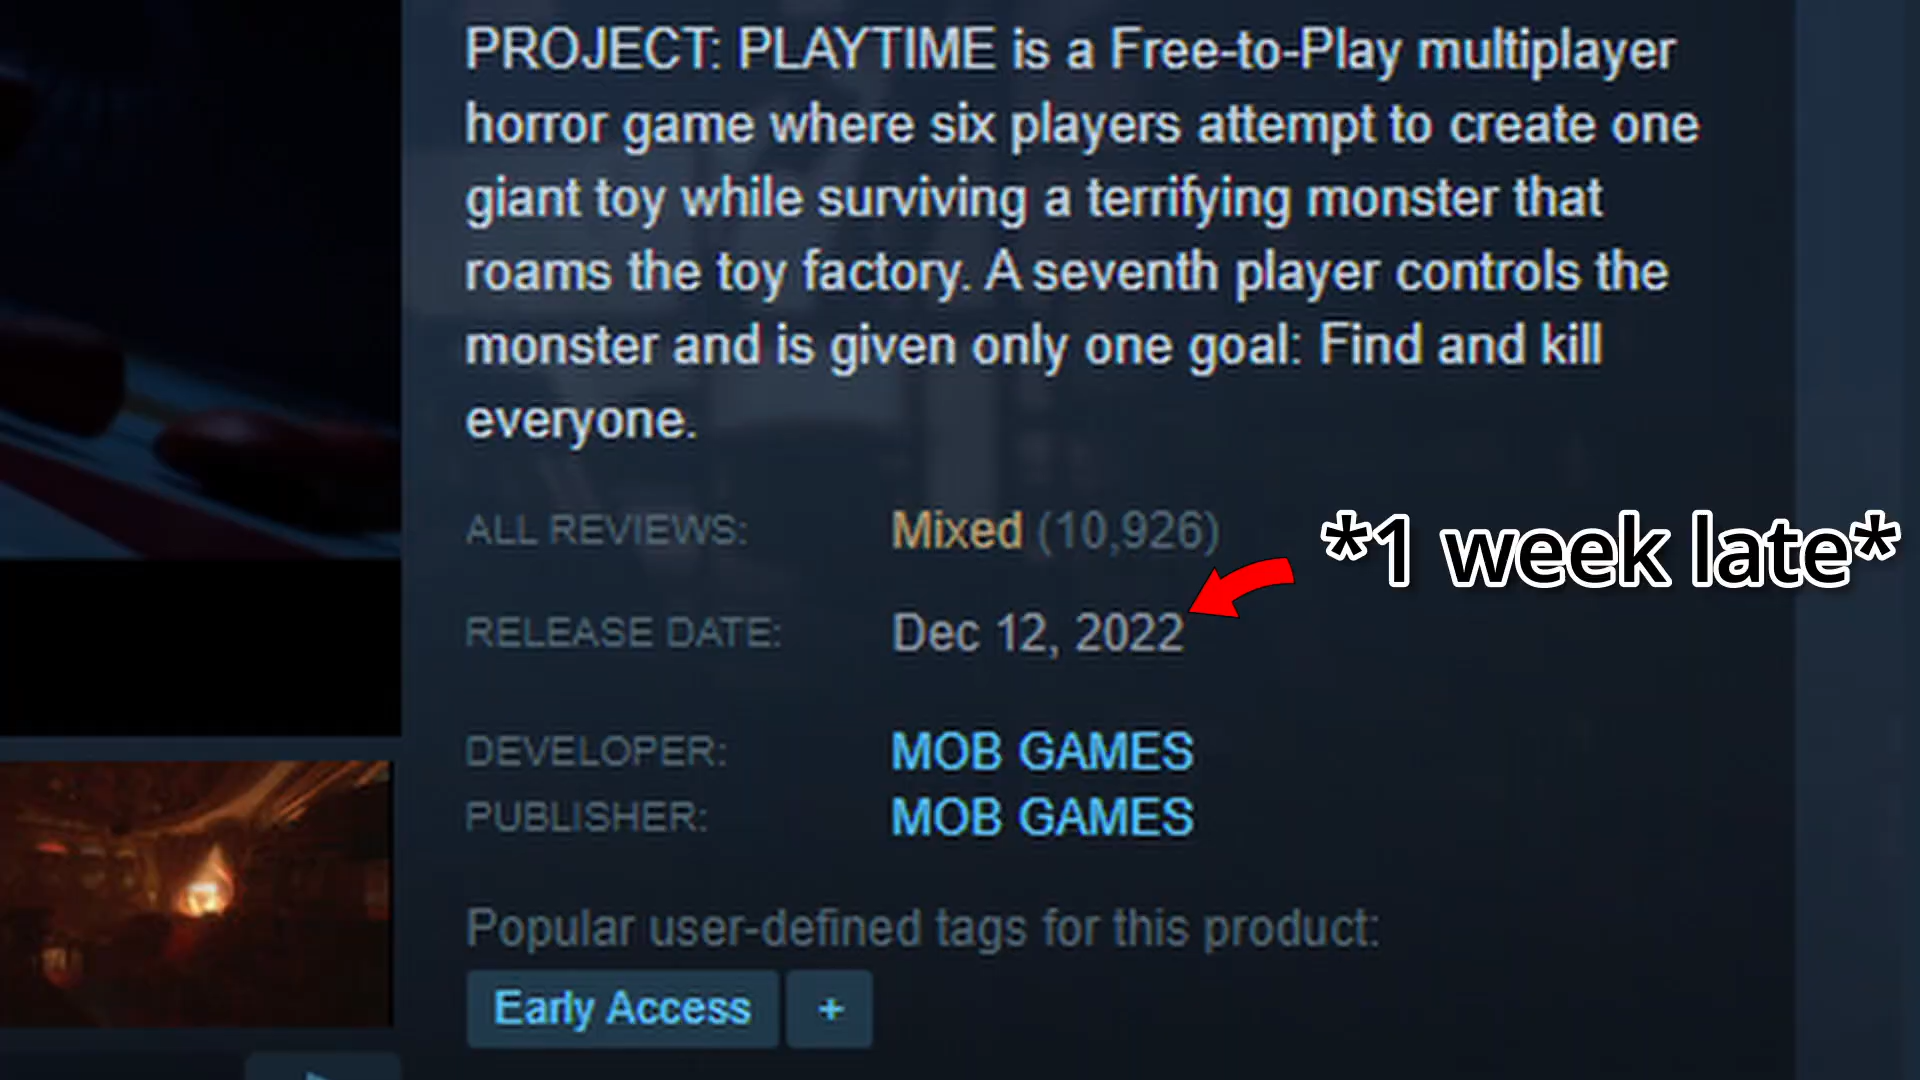 PROJECT: PLAYTIME is a Free-to-Play multiplayer
horror game where six players attempt to create one
giant toy while surviving a terrifying monster that
roams the toy factory. A seventh player controls the
monster and is given only one goal: Find and kill
everyone.
ALL REVIEWS: Mixed (10,926)
*1 week late*
RELEASE DATE: Dec 12, 2022
DEVELOPER: MOB GAMES
PUBLISHER: MOB GAMES
Popular user-defined tags for this product:
Early Access +